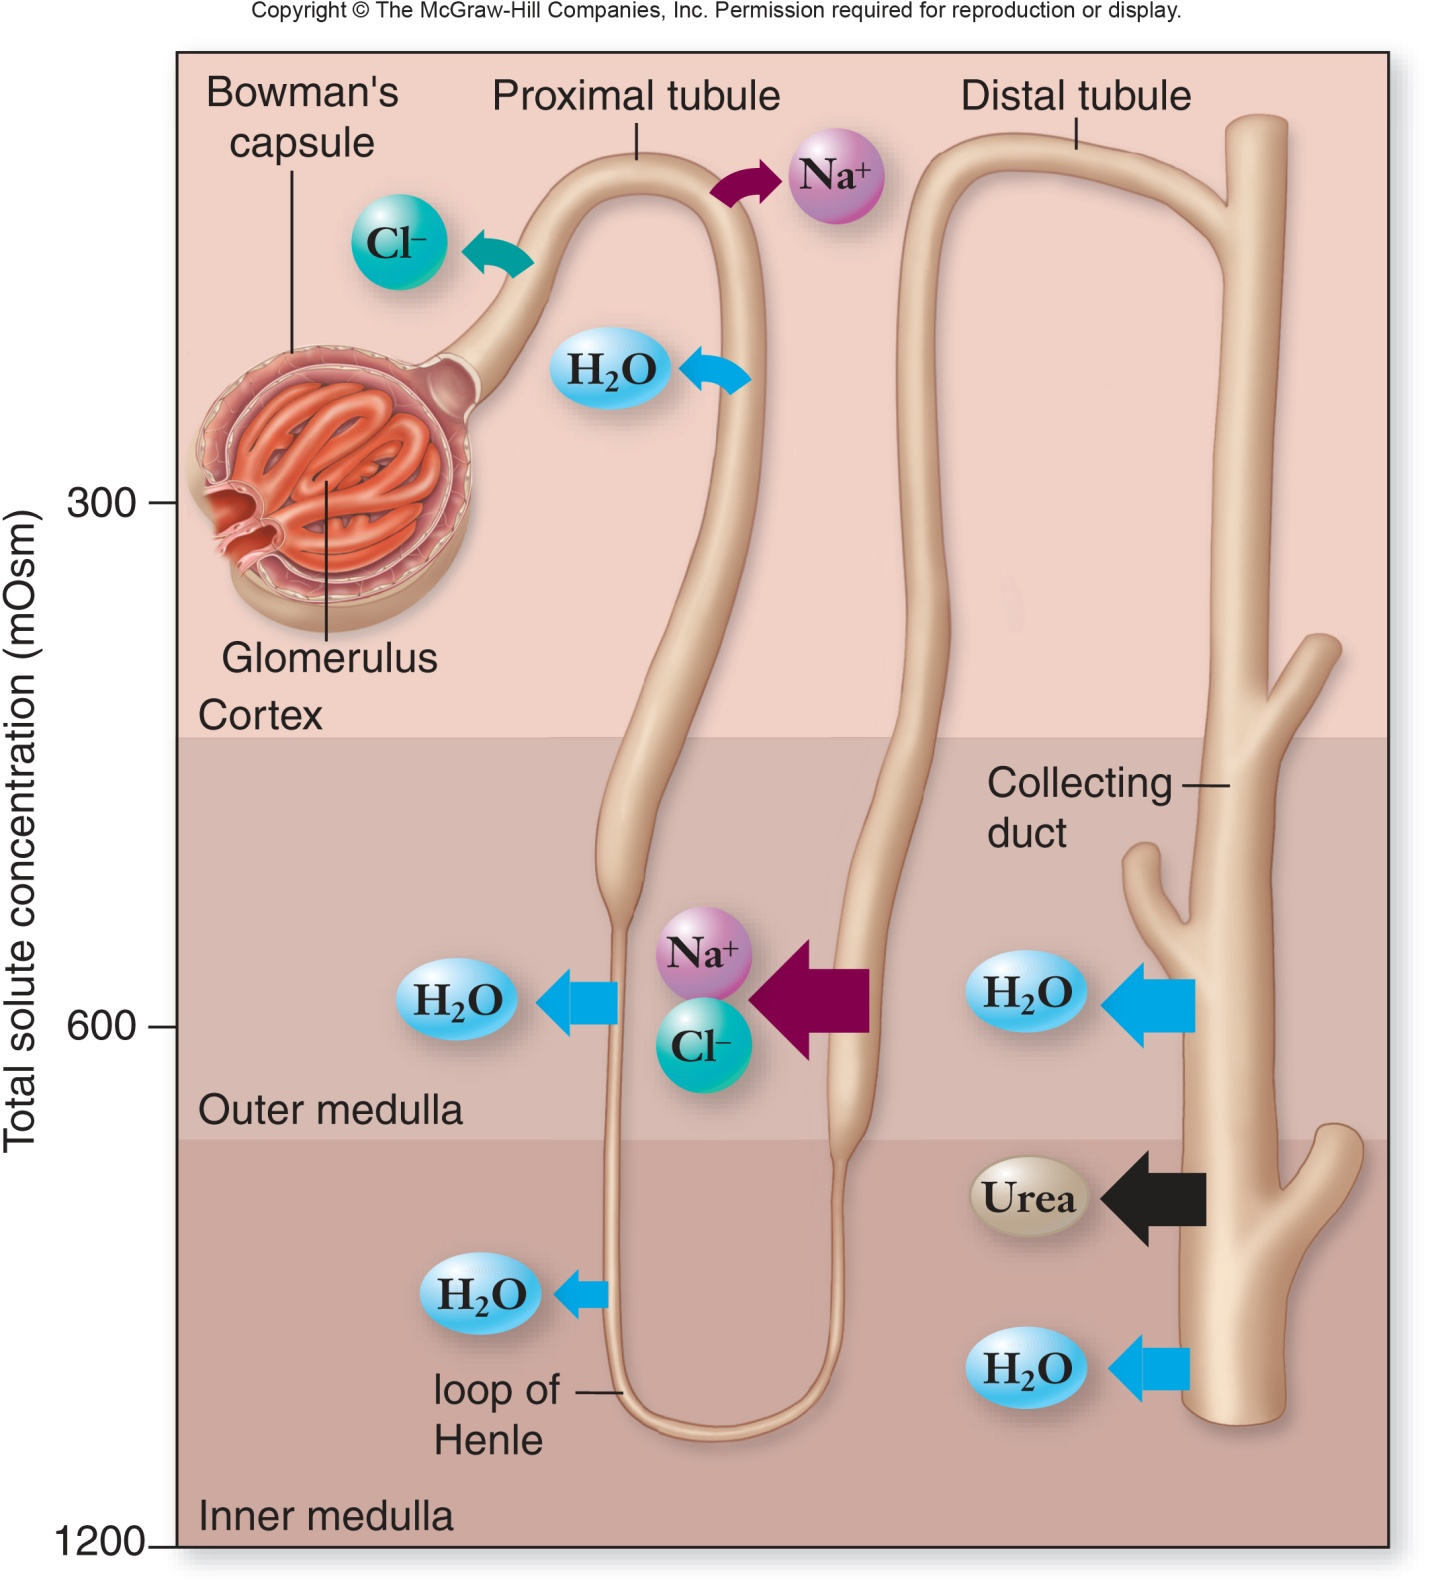 Copyright © The McGraw-Hill Companies, Inc. Permission required for reproduction or display.
Bowman's
capsule
Proximal tubule
Distal tubule
Na⁺
Cl⁻
H₂O
300
Glomerulus
Cortex
Total solute concentration (mOsm)
Collecting
duct
Na⁺
H₂O
H₂O
Cl⁻
600
Outer medulla
Urea
H₂O
H₂O
loop of
Henle
Inner medulla
1200